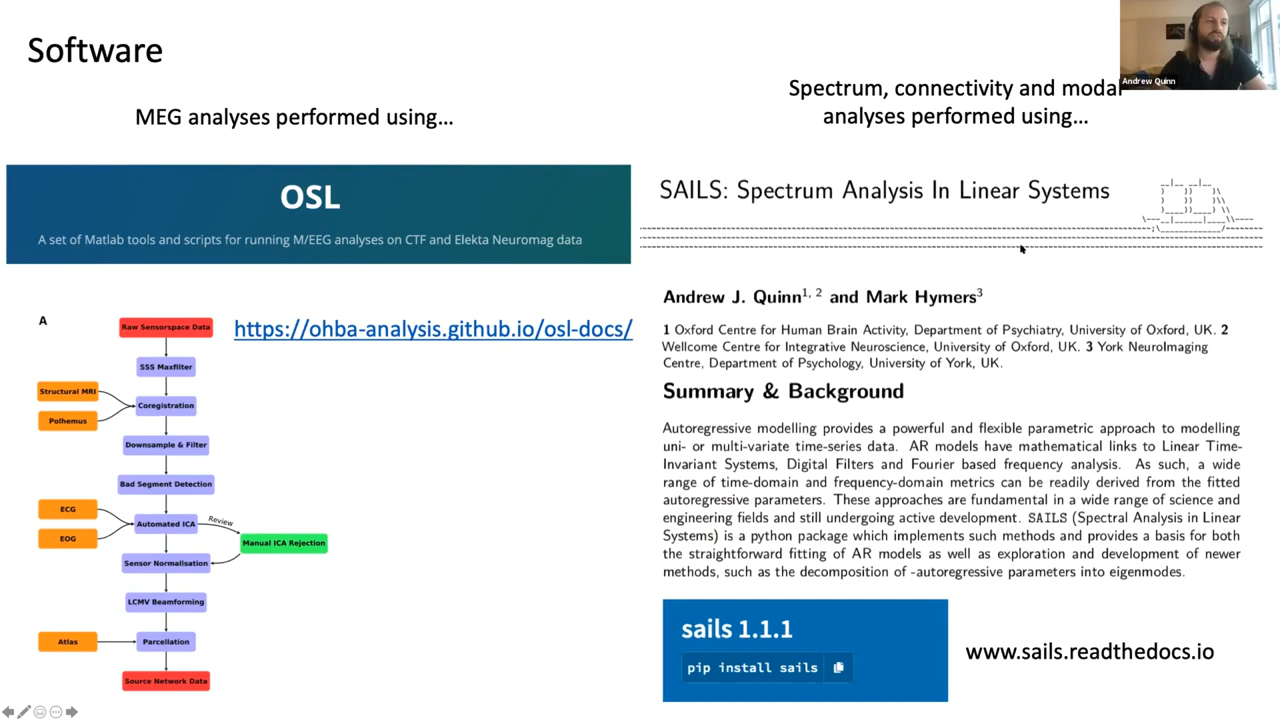 Software
Andrew Quinn
MEG analyses performed using…
Spectrum, connectivity and modal
analyses performed using…
OSL
A set of Matlab tools and scripts for running M/EEG analyses on CTF and Elekta Neuromag data
A
https://ohba-analysis.github.io/osl-docs/
Raw Sensorspace Data
SSS Maxfilter
Structural MRI
Coregistration
Polhemus
Downsample & Filter
Bad Segment Detection
ECG
Automated ICA
Review
EOG
Manual ICA Rejection
Sensor Normalisation
LCMV Beamforming
Atlas
Parcellation
Source Network Data
SAILS: Spectrum Analysis In Linear Systems
Andrew J. Quinn1, 2 and Mark Hymers3
1 Oxford Centre for Human Brain Activity, Department of Psychiatry, University of Oxford, UK. 2
Wellcome Centre for Integrative Neuroscience, University of Oxford, UK. 3 York NeuroImaging
Centre, Department of Psychology, University of York, UK.
Summary & Background
Autoregressive modelling provides a powerful and flexible parametric approach to modelling
uni- or multi-variate time-series data. AR models have mathematical links to Linear Time-
Invariant Systems, Digital Filters and Fourier based frequency analysis. As such, a wide
range of time-domain and frequency-domain metrics can be readily derived from the fitted
autoregressive parameters. These approaches are fundamental in a wide range of science and
engineering fields and still undergoing active development. SAILS (Spectral Analysis in Linear
Systems) is a python package which implements such methods and provides a basis for both
the straightforward fitting of AR models as well as exploration and development of newer
methods, such as the decomposition of -autoregressive parameters into eigenmodes.
sails 1.1.1
pip install sails
www.sails.readthedocs.io